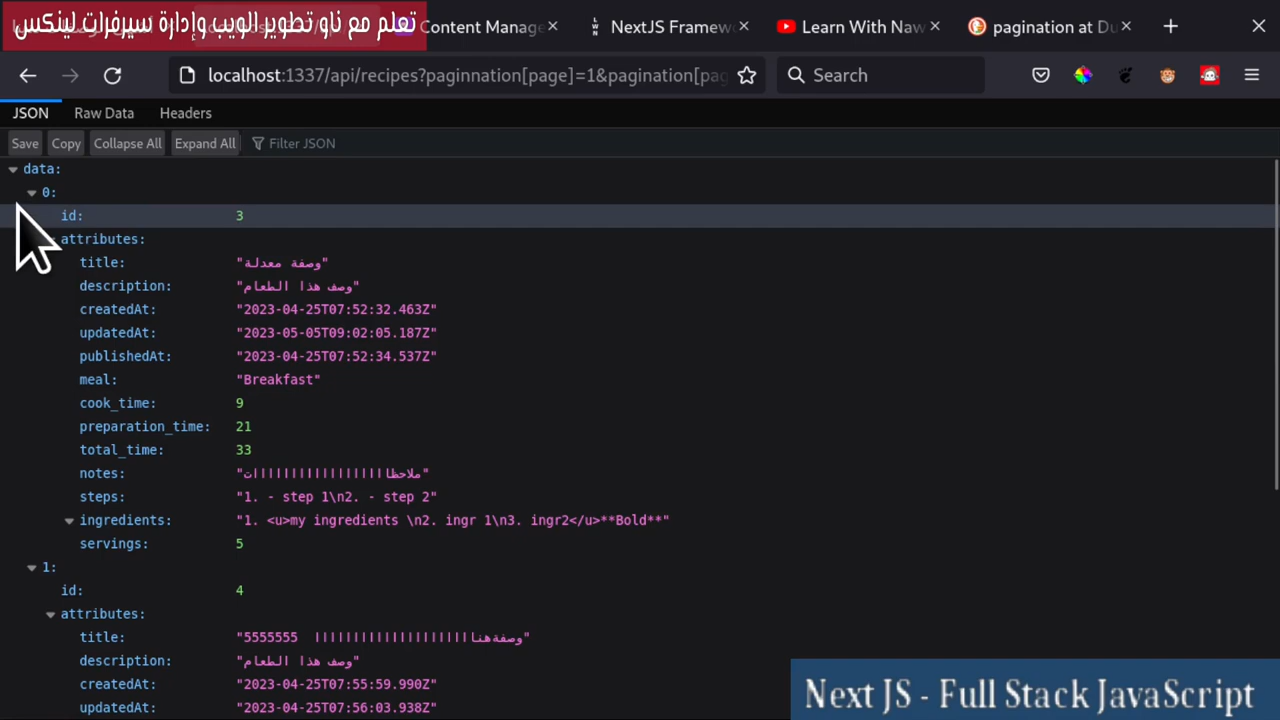 تعلم مع ناو تطوير الويب وإدارة سيرفرات لينكس
Content Manage
NextJS Framew
Learn With Naw
pagination at Du
localhost:1337/api/recipes?paginnation[page]=1&pagination[pag
Search
JSON Raw Data Headers
Save Copy Collapse All Expand All Filter JSON
data:
0:
id: 3
attributes:
title: "وصفة معدلة"
description: "وصف هذا الطعام"
createdAt: "2023-04-25T07:52:32.463Z"
updatedAt: "2023-05-05T09:02:05.187Z"
publishedAt: "2023-04-25T07:52:34.537Z"
meal: "Breakfast"
cook_time: 9
preparation_time: 21
total_time: 33
notes: "ملاحظاااااااااااااااااات"
steps: "1. - step 1\n2. - step 2"
ingredients: "1. <u>my ingredients \n2. ingr 1\n3. ingr2</u>**Bold**"
servings: 5
1:
id: 4
attributes:
title: "وصفةهنااااااااااااااااااااا 5555555"
description: "وصف هذا الطعام"
createdAt: "2023-04-25T07:55:59.990Z"
updatedAt: "2023-04-25T07:56:03.938Z"
Next JS - Full Stack JavaScript